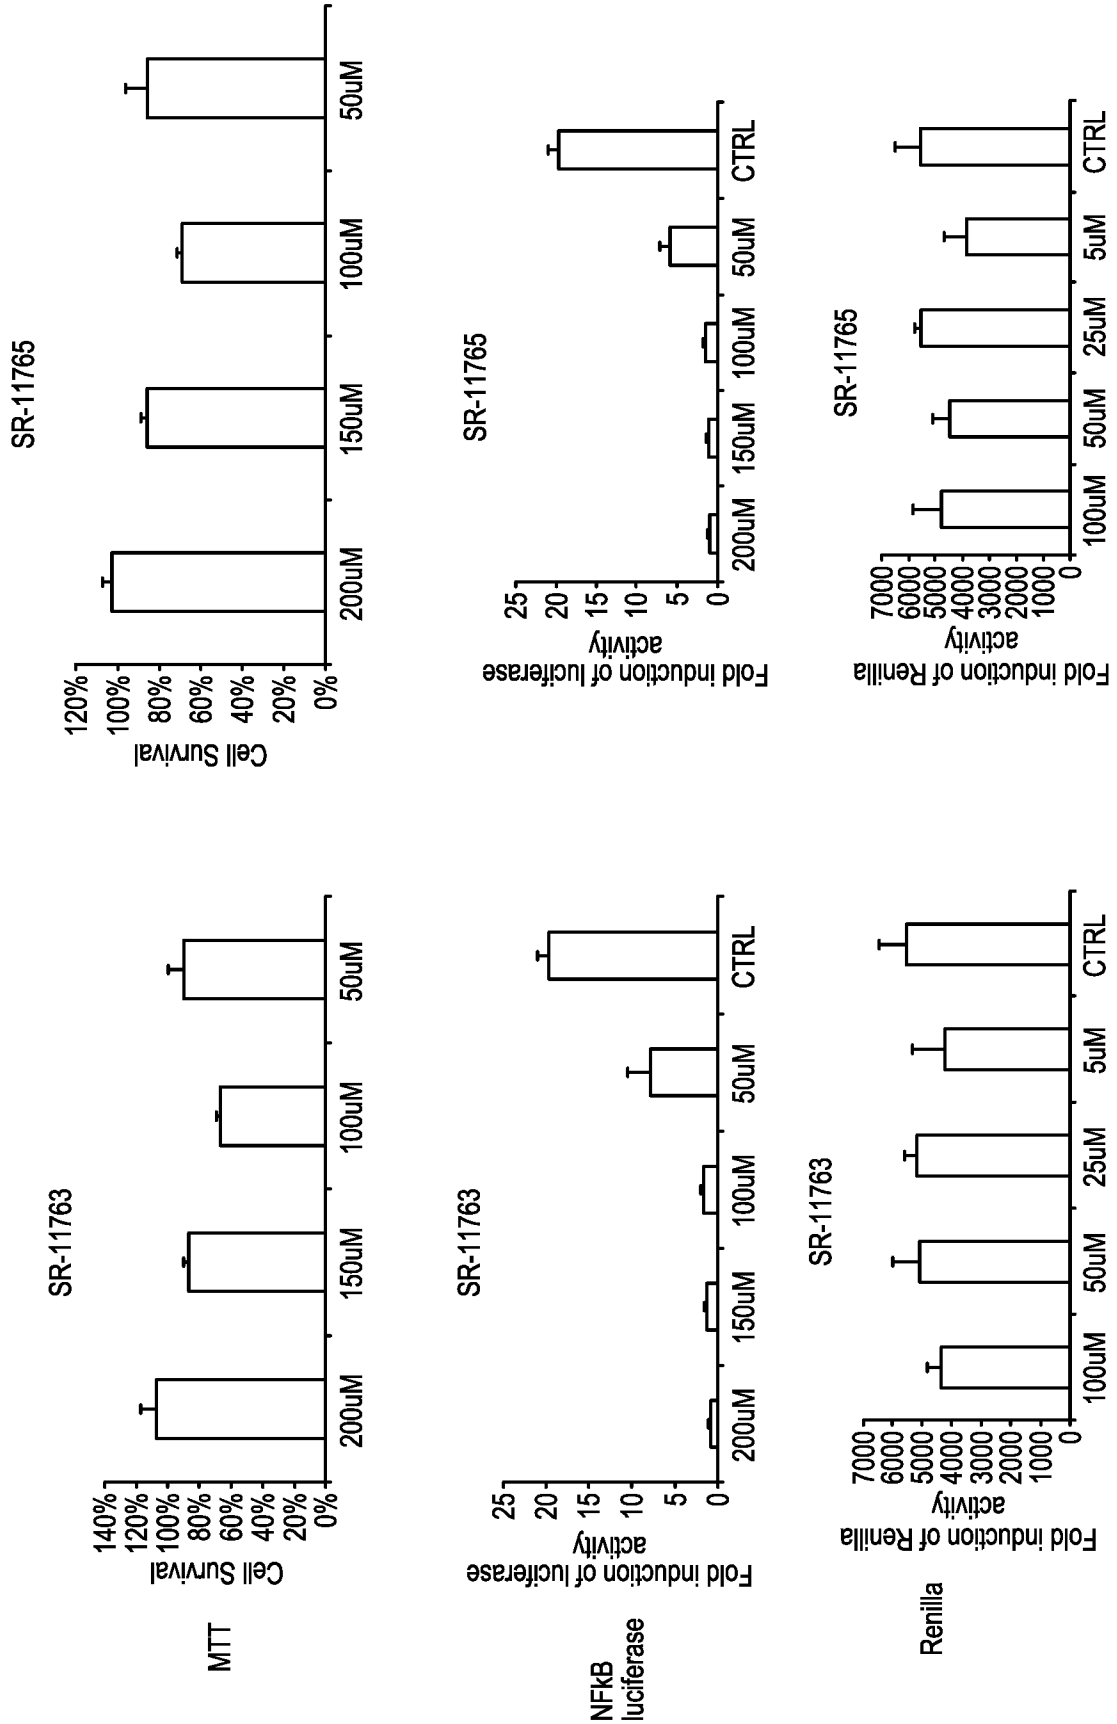 MTT
SR-11763
Cell Survival
140%
120%
100%
80%
60%
40%
20%
0%
200uM
150uM
100uM
50uM
SR-11765
Cell Survival
120%
100%
80%
60%
40%
20%
0%
200uM
150uM
100uM
50uM
NFkB
luciferase
SR-11763
Fold induction of luciferase
activity
25
20
15
10
5
0
200uM
150uM
100uM
50uM
CTRL
SR-11765
Fold induction of luciferase
activity
25
20
15
10
5
0
200uM
150uM
100uM
50uM
CTRL
Renilla
SR-11763
Fold induction of Renilla
activity
7000
6000
5000
4000
3000
2000
1000
0
100uM
50uM
25uM
5uM
CTRL
SR-11765
Fold induction of Renilla
activity
7000
6000
5000
4000
3000
2000
1000
0
100uM
50uM
25uM
5uM
CTRL